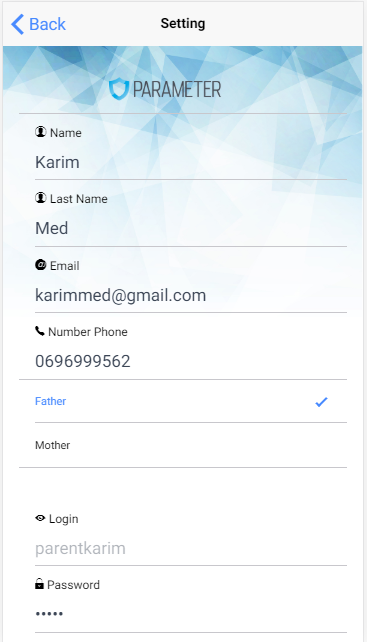 Back
Setting
PARAMETER
Name
Karim
Last Name
Med
Email
karimmed@gmail.com
Number Phone
0696999562
Father
Mother
Login
parentkarim
Password
•••••